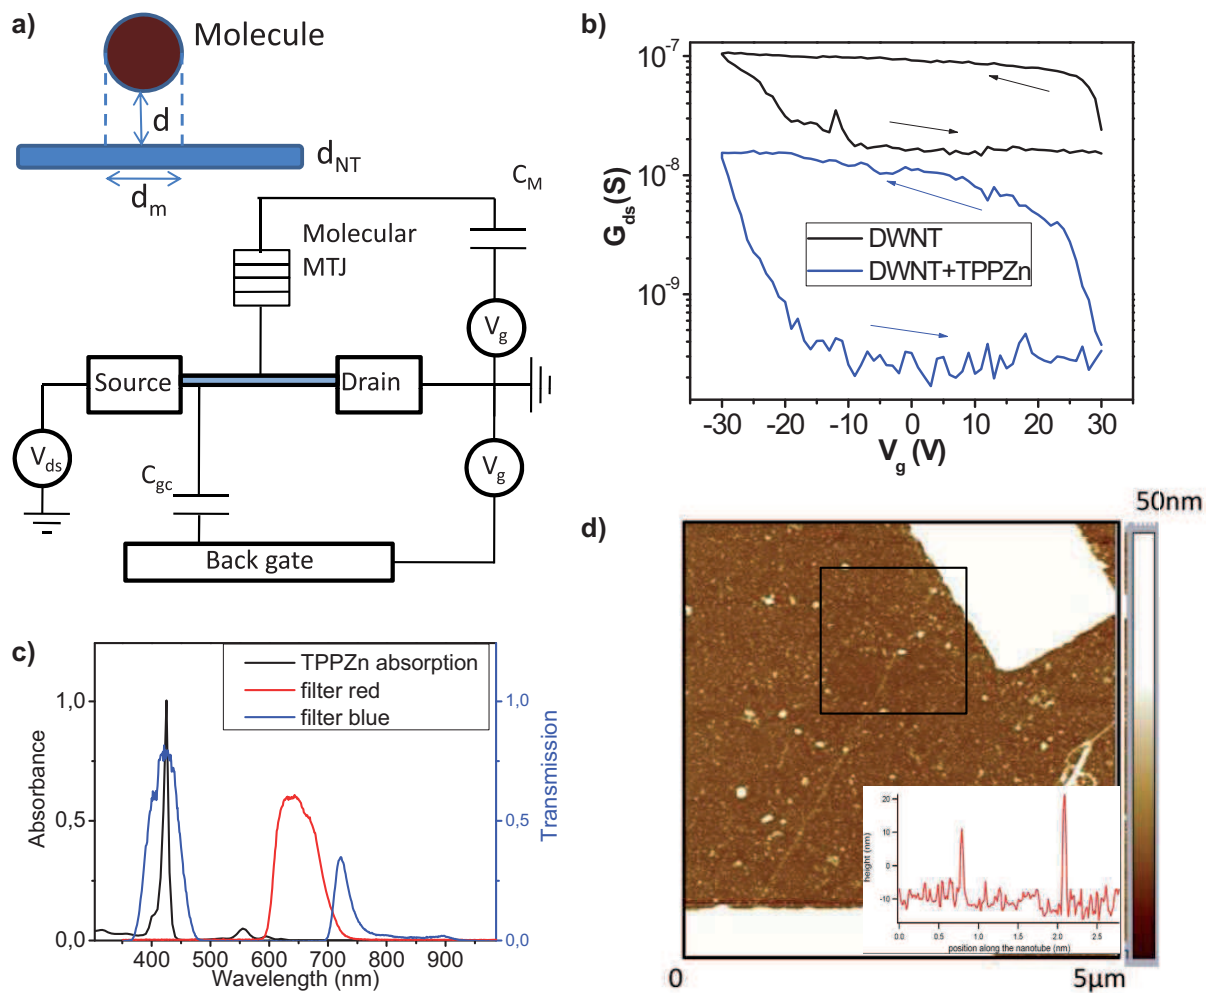 a)
Molecule
d
d_NT
d_m
C_M
Molecular
MTJ
V_g
Source
Drain
V_ds
C_gc
V_g
Back gate
b)
10^-7
10^-8
10^-9
G_ds(S)
DWNT
DWNT+TPPZn
-30 -20 -10 0 10 20 30
V_g (V)
c)
TPPZn absorption
filter red
filter blue
1,0
0,5
0,0
Absorbance
1,0
0,5
0,0
Transmission
400 500 600 700 800 900
Wavelength (nm)
d)
50nm
20
10
0
-10
height (nm)
0.0 0.5 1.0 1.5 2.0 2.5
position along the nanotube (nm)
0
5µm